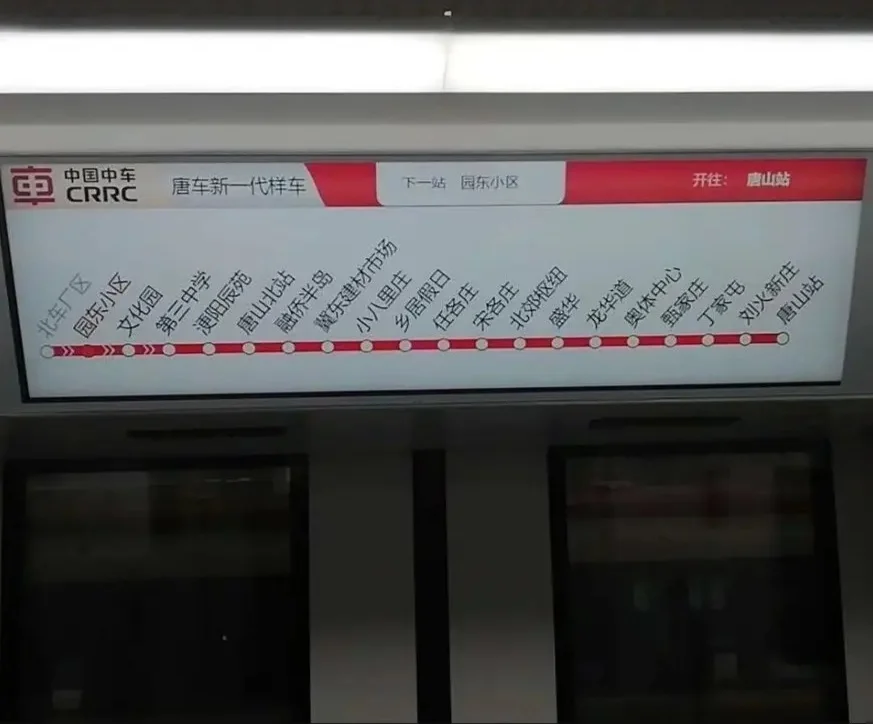 中国中车
CRRC
唐车新一代样车
下一站 园东小区
开往： 唐山站
北车厂区
园东小区
文化园
第三中学
浭阳辰苑
唐山北站
融侨半岛
冀东建材市场
小八里庄
乡居假日
任各庄
宋各庄
北郊枢纽
盛华
龙华道
奥体中心
甄家庄
丁家屯
刘火新庄
唐山站